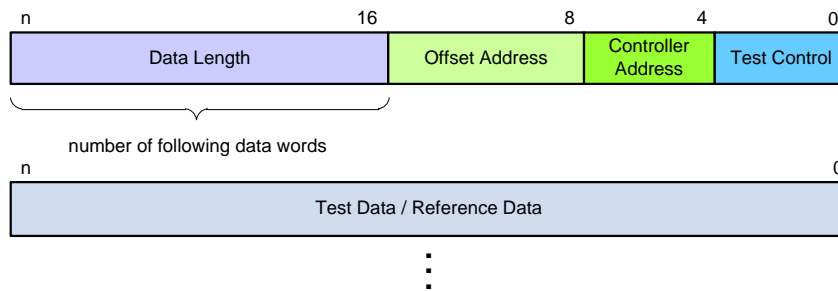 n 16 8 4 0
Data Length Offset Address Controller Address Test Control
number of following data words
n 0
Test Data / Reference Data